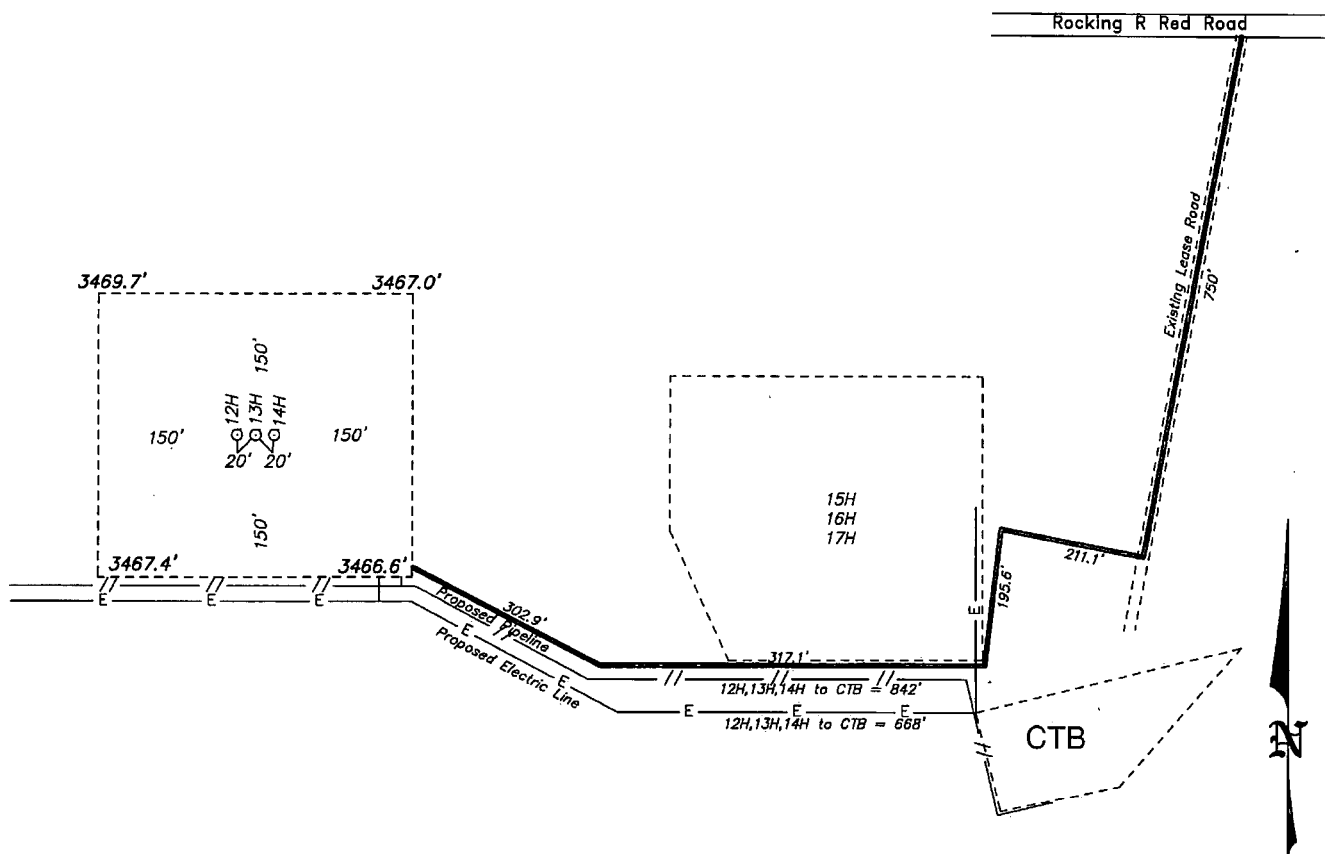 Rocking R Red Road
Existing Lease Road
750'
3469.7'
3467.0'
150'
12H
13H
14H
150'
150'
20'
20'
150'
3467.4'
3466.6'
15H
16H
17H
211.1'
195.6'
302.9'
Proposed Pipeline
Proposed Electric Line
317.1'
12H,13H,14H to CTB = 842'
12H,13H,14H to CTB = 668'
E
E
E
E
E
E
E
E
E
CTB
N